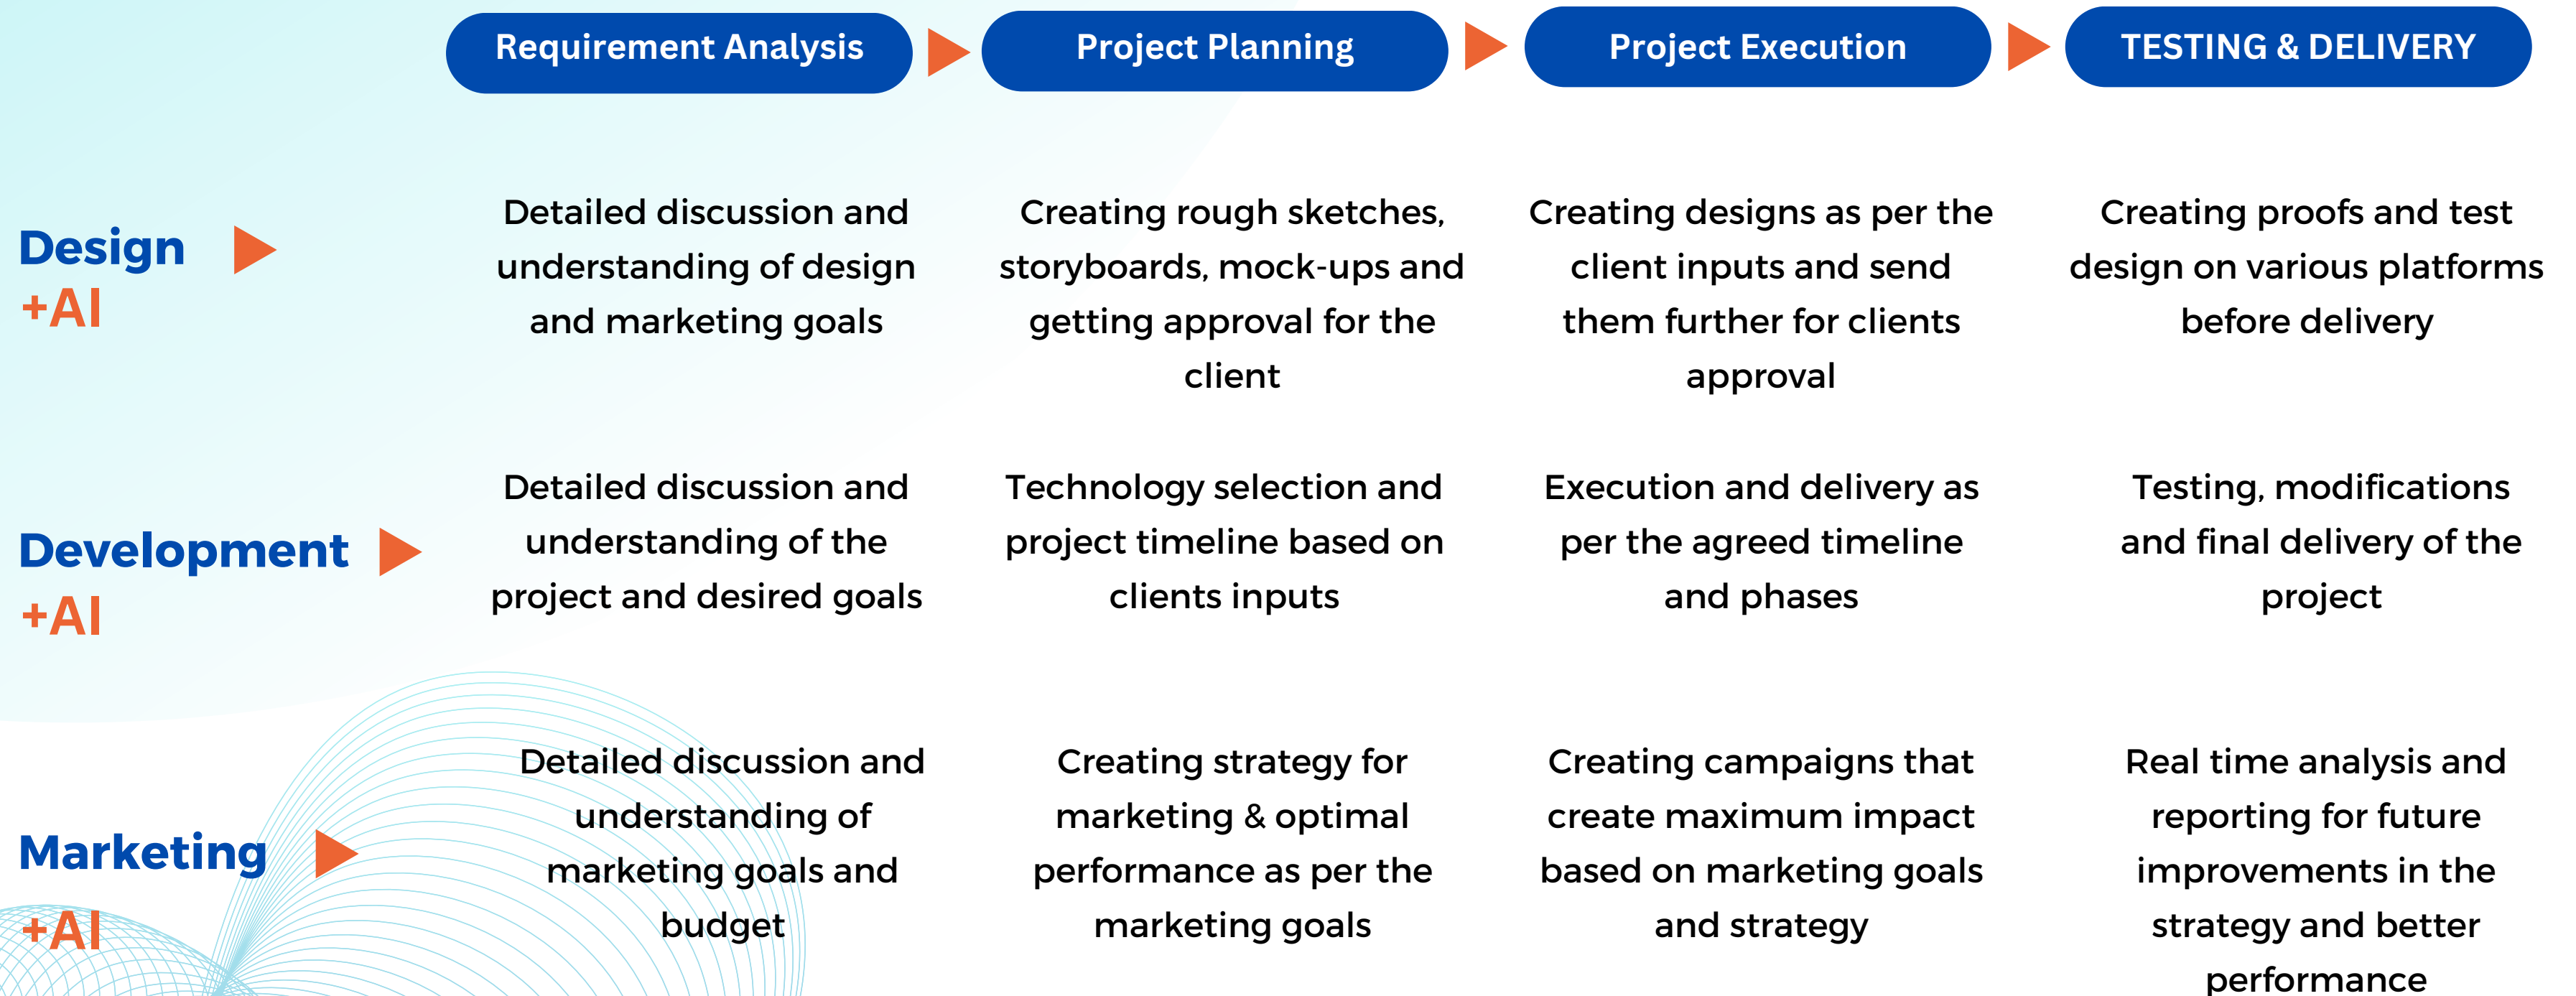 Requirement Analysis
Project Planning
Project Execution
TESTING & DELIVERY
Design
+AI
Detailed discussion and
understanding of design
and marketing goals
Creating rough sketches,
storyboards, mock-ups and
getting approval for the
client
Creating designs as per the
client inputs and send
them further for clients
approval
Creating proofs and test
design on various platforms
before delivery
Development
+AI
Detailed discussion and
understanding of the
project and desired goals
Technology selection and
project timeline based on
clients inputs
Execution and delivery as
per the agreed timeline
and phases
Testing, modifications
and final delivery of the
project
Marketing
+AI
Detailed discussion and
understanding of
marketing goals and
budget
Creating strategy for
marketing & optimal
performance as per the
marketing goals
Creating campaigns that
create maximum impact
based on marketing goals
and strategy
Real time analysis and
reporting for future
improvements in the
strategy and better
performance